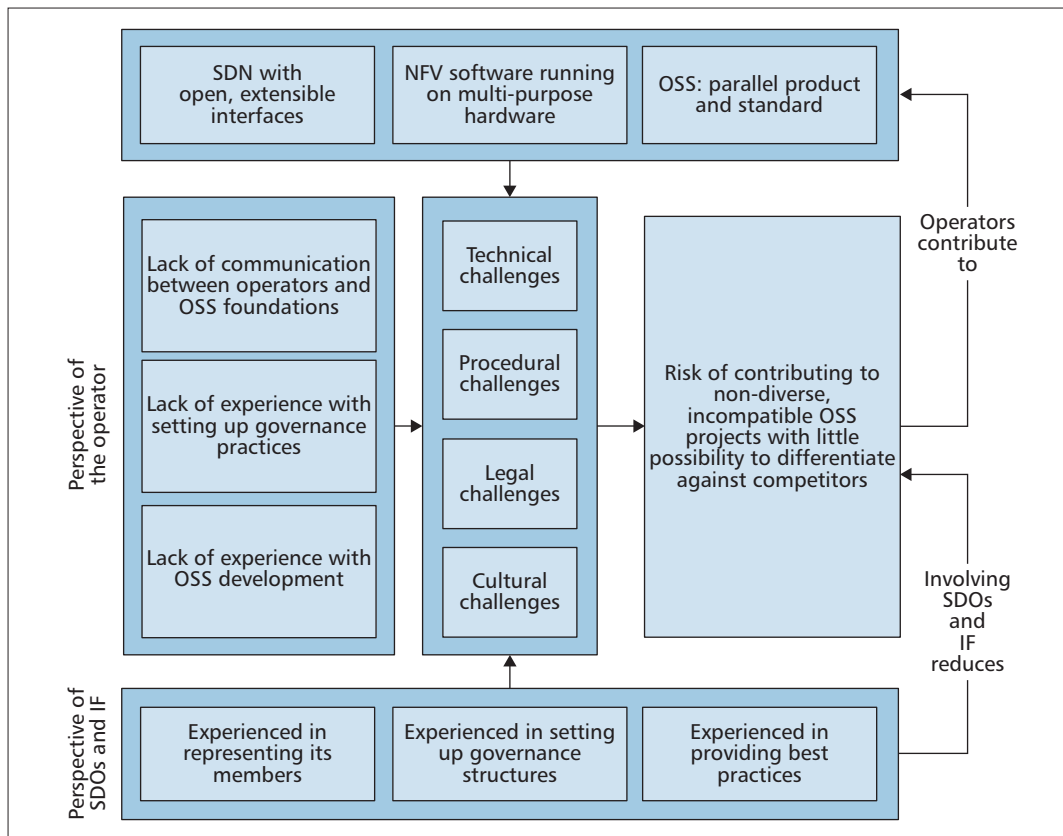 SDN with
open, extensible
interfaces
NFV software running
on multi-purpose
hardware
OSS: parallel product
and standard
Operators
contribute
to
Perspective of
the operator
Lack of communication
between operators and
OSS foundations
Lack of experience with
setting up governance
practices
Lack of experience with
OSS development
Technical
challenges
Procedural
challenges
Legal
challenges
Cultural
challenges
Risk of contributing to
non-diverse,
incompatible OSS
projects with little
possibility to differentiate
against competitors
Involving
SDOs
and
IF
reduces
Perspective of
SDOs and IF
Experienced in
representing its
members
Experienced in setting
up governance
structures
Experienced in
providing best
practices